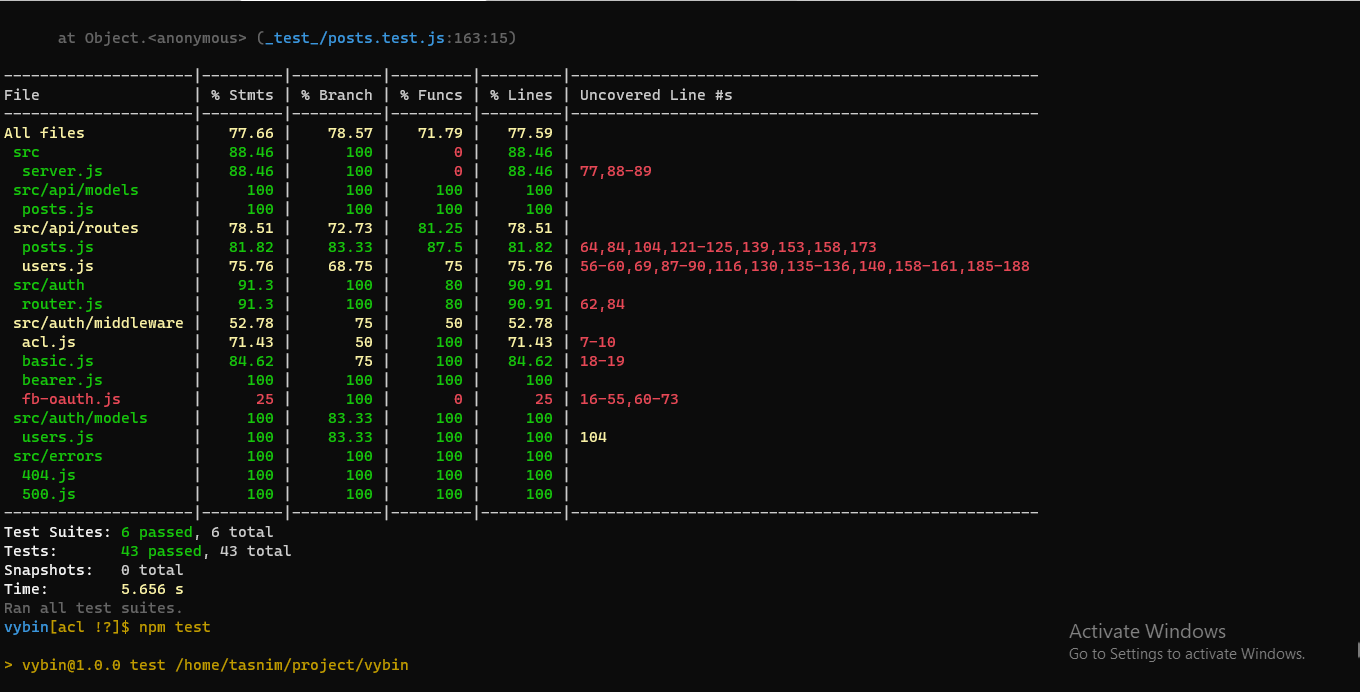 at Object.<anonymous> (_test_/posts.test.js:163:15)
---------------------|---------|----------|---------|---------|----------------------------------------------------
File                 | % Stmts | % Branch | % Funcs | % Lines | Uncovered Line #s
---------------------|---------|----------|---------|---------|----------------------------------------------------
All files            |   77.66 |    78.57 |   71.79 |   77.59 |
 src                 |   88.46 |      100 |       0 |   88.46 |
  server.js          |   88.46 |      100 |       0 |   88.46 | 77,88-89
 src/api/models      |     100 |      100 |     100 |     100 |
  posts.js           |     100 |      100 |     100 |     100 |
 src/api/routes      |   78.51 |    72.73 |   81.25 |   78.51 |
  posts.js           |   81.82 |    83.33 |    87.5 |   81.82 | 64,84,104,121-125,139,153,158,173
  users.js           |   75.76 |    68.75 |      75 |   75.76 | 56-60,69,87-90,116,130,135-136,140,158-161,185-188
 src/auth            |    91.3 |      100 |      80 |   90.91 |
  router.js          |    91.3 |      100 |      80 |   90.91 | 62,84
 src/auth/middleware |   52.78 |       75 |      50 |   52.78 |
  acl.js             |   71.43 |       50 |     100 |   71.43 | 7-10
  basic.js           |   84.62 |       75 |     100 |   84.62 | 18-19
  bearer.js          |     100 |      100 |     100 |     100 |
  fb-oauth.js        |      25 |      100 |       0 |      25 | 16-55,60-73
 src/auth/models     |     100 |    83.33 |     100 |     100 |
  users.js           |     100 |    83.33 |     100 |     100 | 104
 src/errors          |     100 |      100 |     100 |     100 |
  404.js             |     100 |      100 |     100 |     100 |
  500.js             |     100 |      100 |     100 |     100 |
---------------------|---------|----------|---------|---------|----------------------------------------------------
Test Suites: 6 passed, 6 total
Tests:       43 passed, 43 total
Snapshots:   0 total
Time:        5.656 s
Ran all test suites.
vybin[acl !?]$ npm test
> vybin@1.0.0 test /home/tasnim/project/vybin
Activate Windows
Go to Settings to activate Windows.